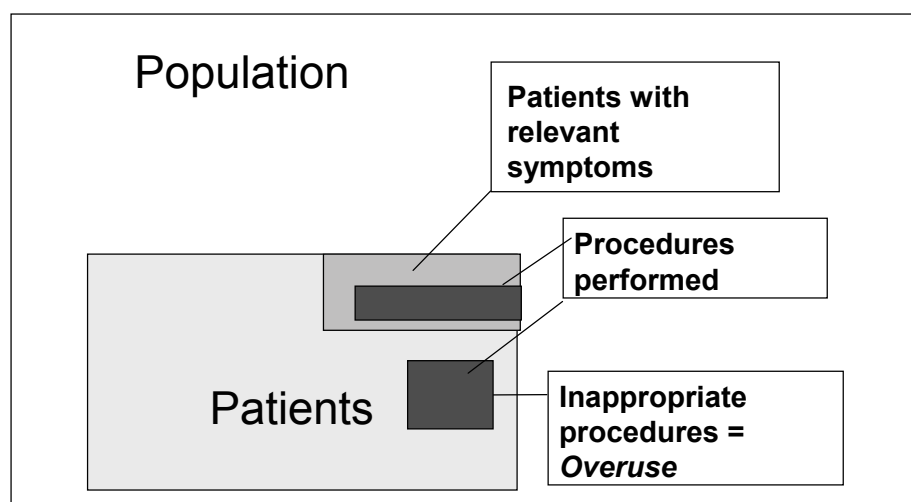 Population
Patients with
relevant
symptoms
Procedures
performed
Patients
Inappropriate
procedures =
Overuse